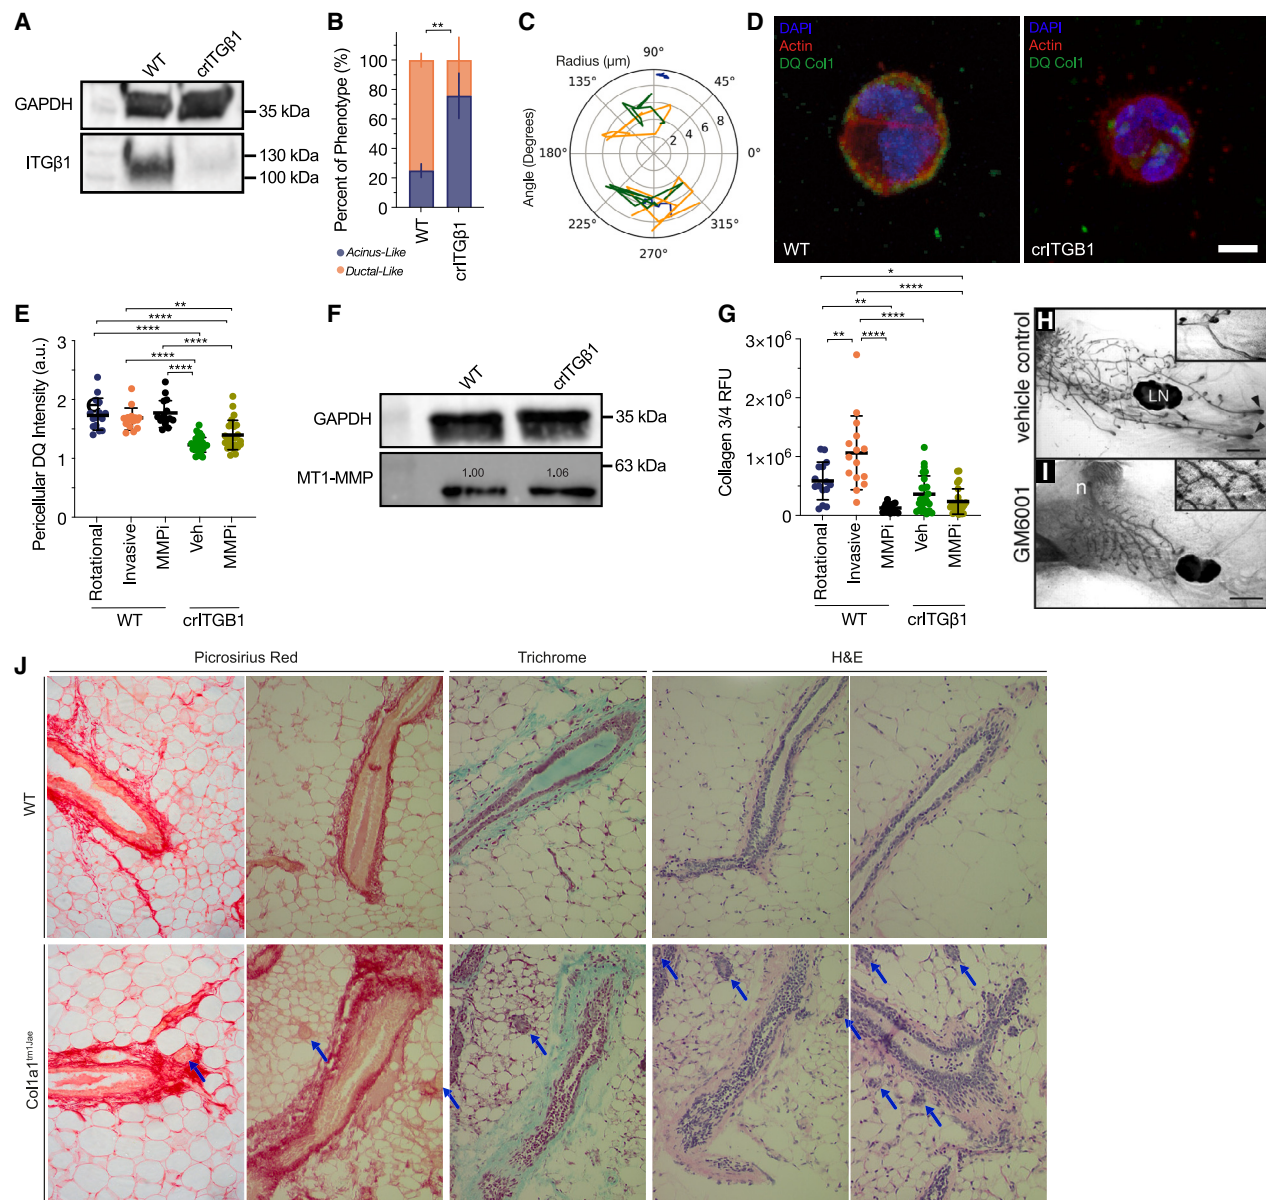 A
WT
crITGβ1
GAPDH
35 kDa
ITGβ1
130 kDa
100 kDa
B
**
Percent of Phenotype (%)
100
80
60
40
20
0
WT
crITGβ1
Acinus-Like
Ductal-Like
C
Radius (μm)
Angle (Degrees)
90°
135°
45°
180°
0°
225°
315°
270°
2
4
6
8
D
DAPI
Actin
DQ Col1
WT
DAPI
Actin
DQ Col1
crITGB1
E
**
****
****
****
****
****
Pericellular DQ Intensity (a.u.)
3
2
1
0
Rotational
Invasive
MMPi
Veh
MMPi
WT
crITGB1
F
WT
crITGβ1
GAPDH
35 kDa
MT1-MMP
1.00
1.06
63 kDa
G
*
****
**
****
**
****
Collagen 3/4 RFU
3×10⁶
2×10⁶
1×10⁶
0
Rotational
Invasive
MMPi
Veh
MMPi
WT
crITGβ1
H
vehicle control
LN
I
GM6001
n
J
Picrosirius Red
Trichrome
H&E
WT
Col1a1tm1Jae